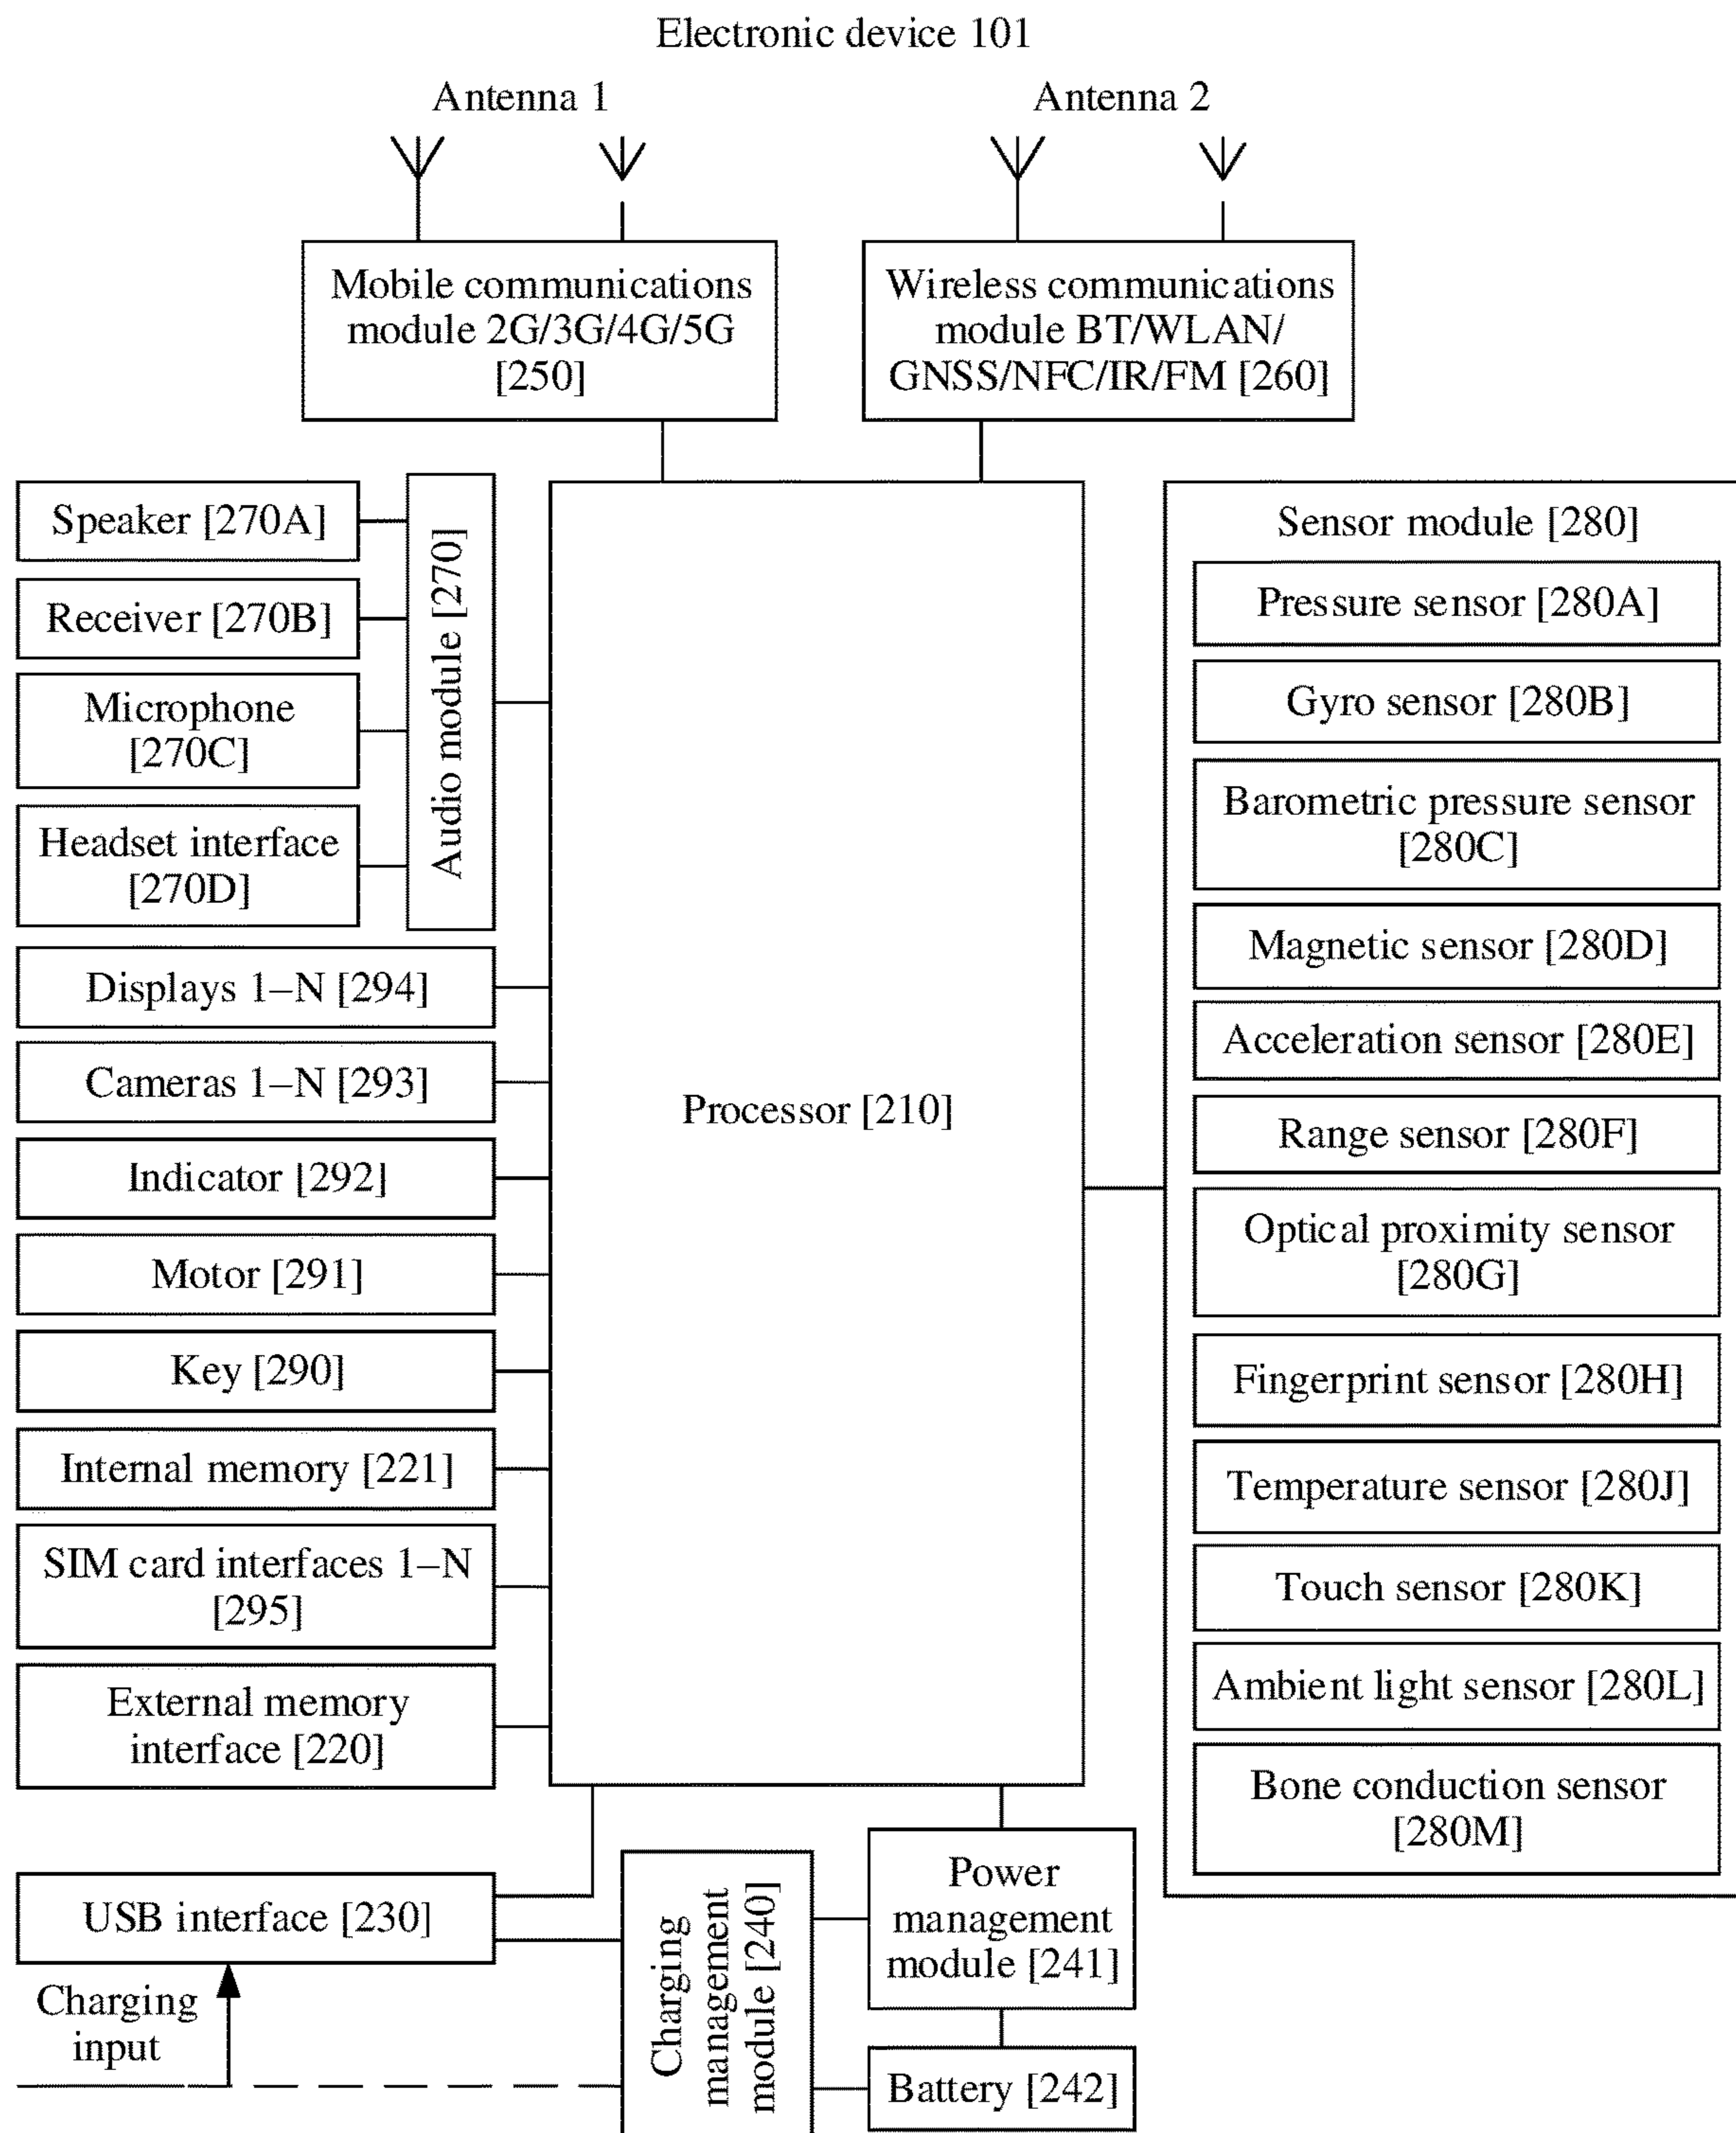 Electronic device 101
Antenna 1
Antenna 2
Mobile communications
module 2G/3G/4G/5G
[250]
Wireless communications
module BT/WLAN/
GNSS/NFC/IR/FM [260]
Speaker [270A]
Receiver [270B]
Microphone
[270C]
Headset interface
[270D]
Audio module [270]
Displays 1–N [294]
Cameras 1–N [293]
Indicator [292]
Motor [291]
Key [290]
Internal memory [221]
SIM card interfaces 1–N
[295]
External memory
interface [220]
Processor [210]
Sensor module [280]
Pressure sensor [280A]
Gyro sensor [280B]
Barometric pressure sensor
[280C]
Magnetic sensor [280D]
Acceleration sensor [280E]
Range sensor [280F]
Optical proximity sensor
[280G]
Fingerprint sensor [280H]
Temperature sensor [280J]
Touch sensor [280K]
Ambient light sensor [280L]
Bone conduction sensor
[280M]
USB interface [230]
Charging
input
Charging
management
module [240]
Power
management
module [241]
Battery [242]